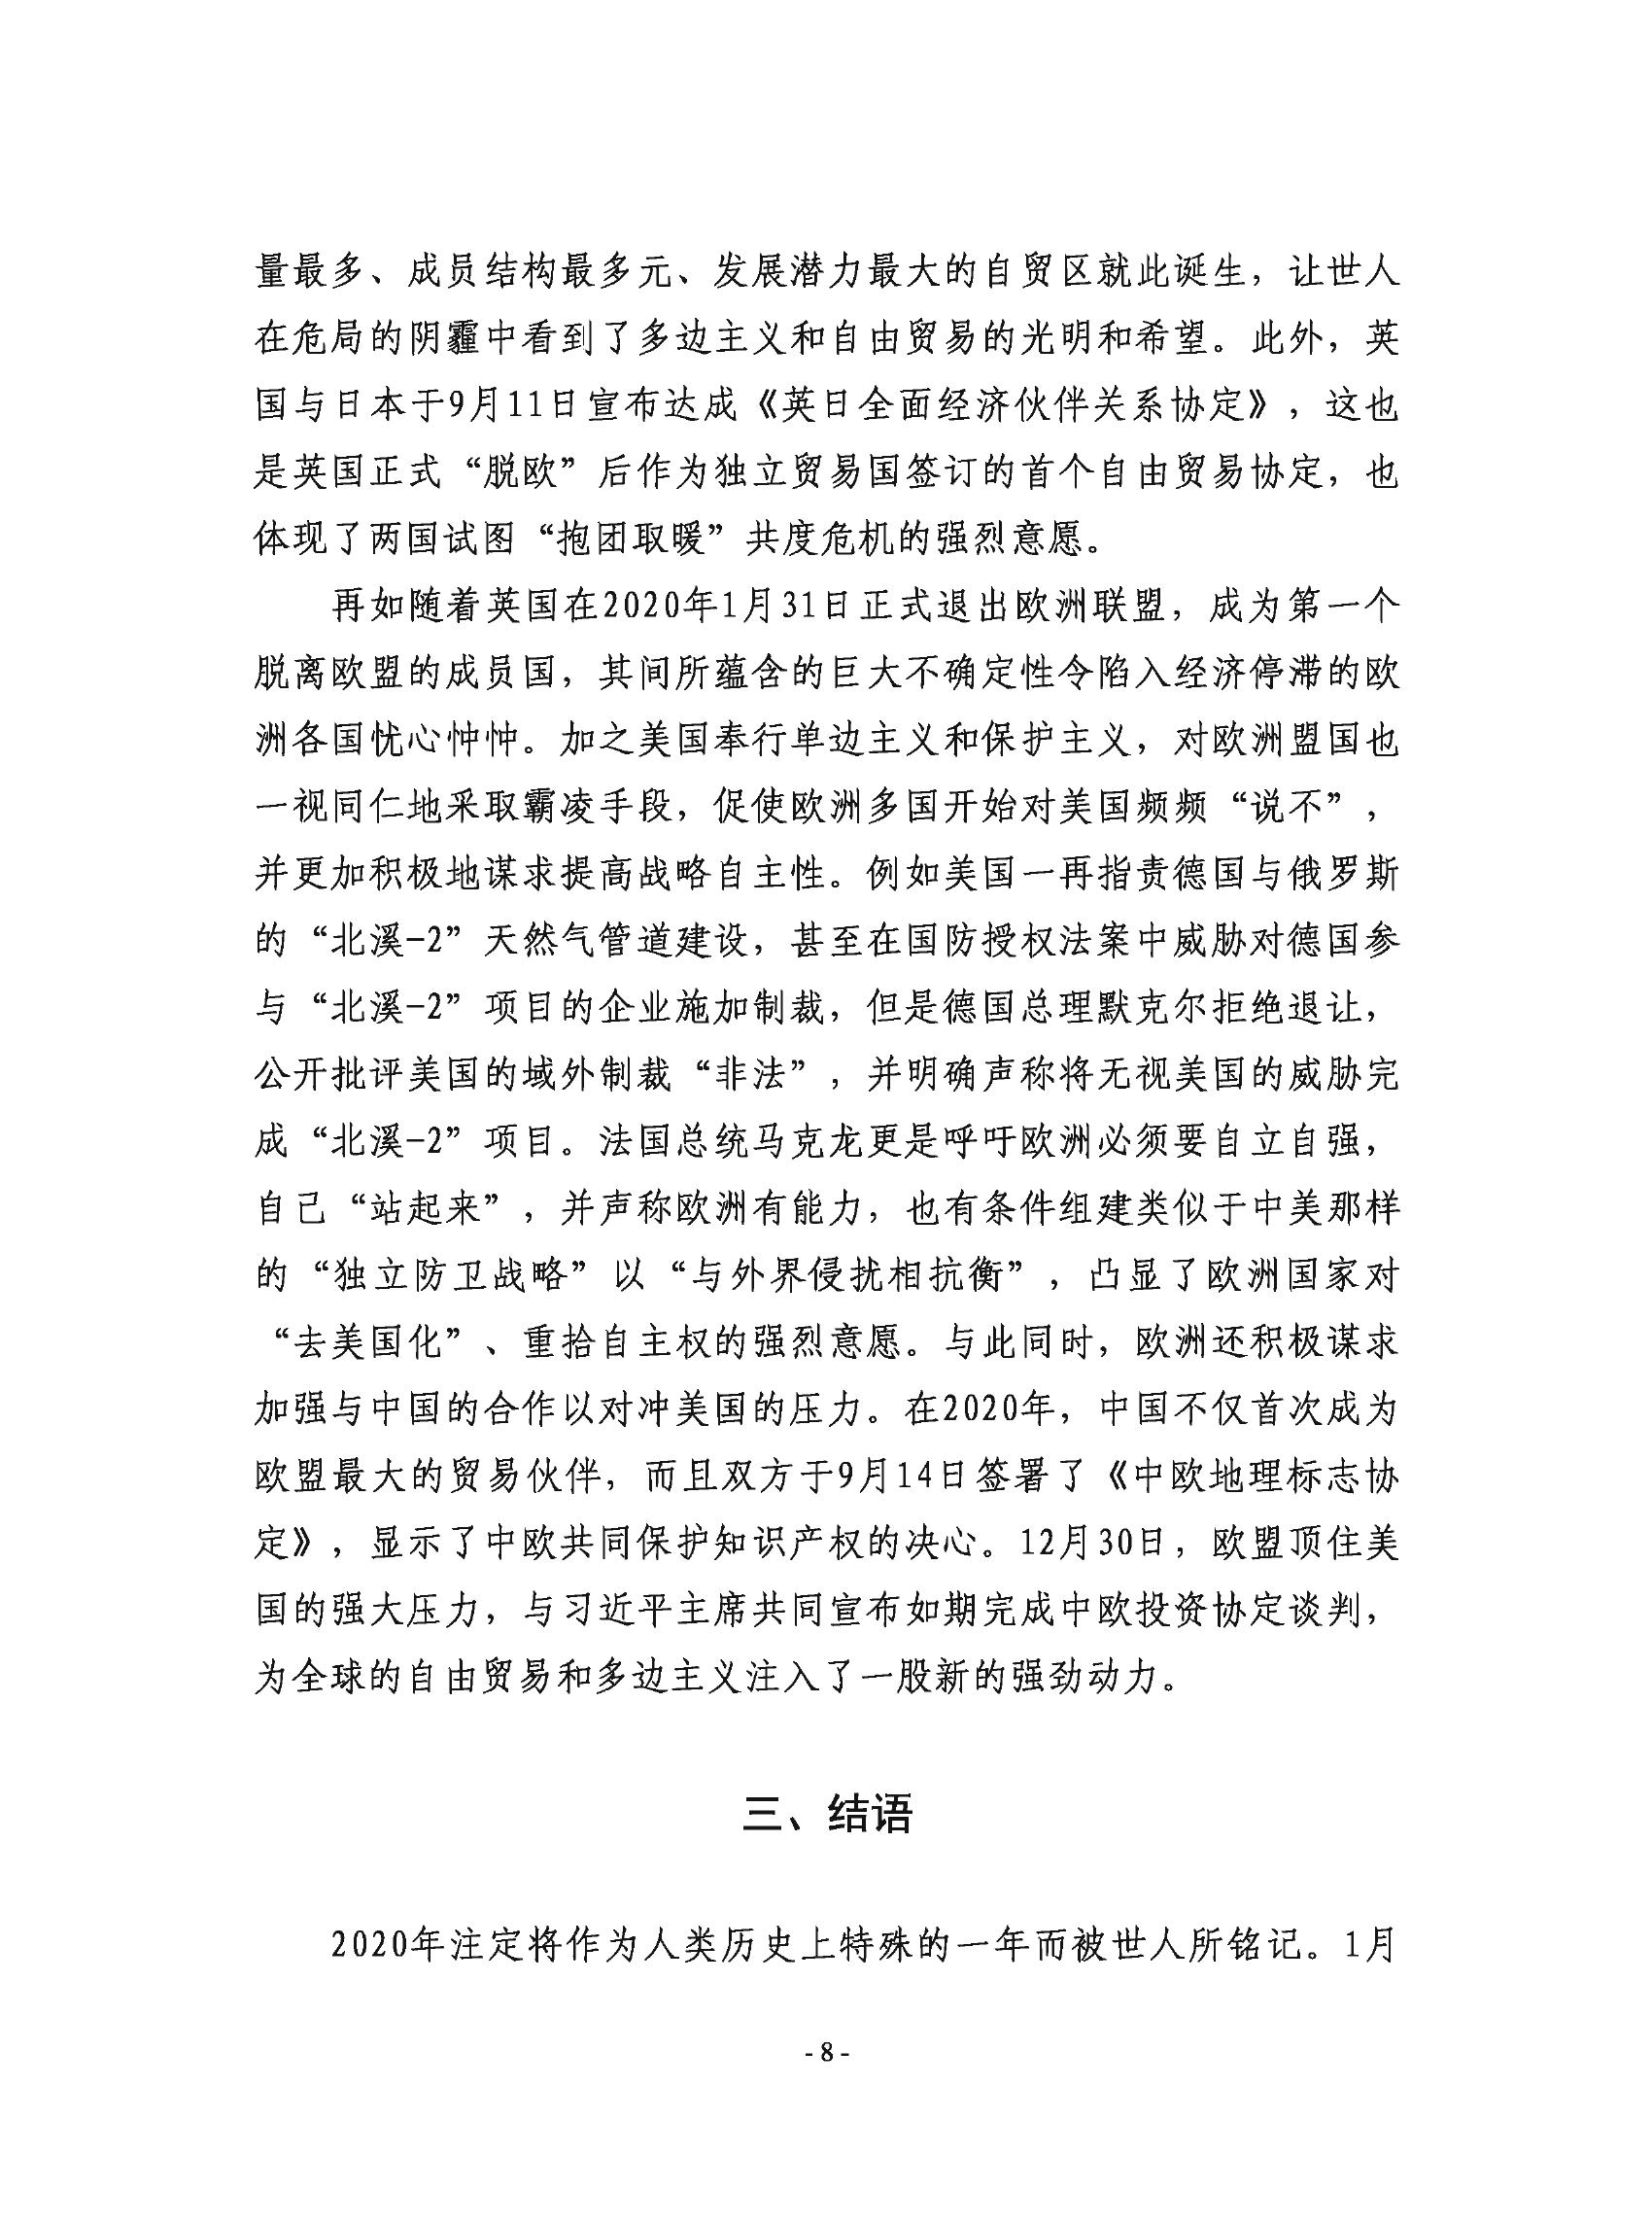 量最多、成员结构最多元、发展潜力最大的自贸区就此诞生，让世人
在危局的阴霾中看到了多边主义和自由贸易的光明和希望。此外，英
国与日本于9月11日宣布达成《英日全面经济伙伴关系协定》，这也
是英国正式“脱欧”后作为独立贸易国签订的首个自由贸易协定，也
体现了两国试图“抱团取暖”共度危机的强烈意愿。
再如随着英国在2020年1月31日正式退出欧洲联盟，成为第一个
脱离欧盟的成员国，其间所蕴含的巨大不确定性令陷入经济停滞的欧
洲各国忧心忡忡。加之美国奉行单边主义和保护主义，对欧洲盟国也
一视同仁地采取霸凌手段，促使欧洲多国开始对美国频频“说不”，
并更加积极地谋求提高战略自主性。例如美国一再指责德国与俄罗斯
的“北溪-2”天然气管道建设，甚至在国防授权法案中威胁对德国参
与“北溪-2”项目的企业施加制裁，但是德国总理默克尔拒绝退让，
公开批评美国的域外制裁“非法”，并明确声称将无视美国的威胁完
成“北溪-2”项目。法国总统马克龙更是呼吁欧洲必须要自立自强，
自己“站起来”，并声称欧洲有能力，也有条件组建类似于中美那样
的“独立防卫战略”以“与外界侵扰相抗衡”，凸显了欧洲国家对
“去美国化”、重拾自主权的强烈意愿。与此同时，欧洲还积极谋求
加强与中国的合作以对冲美国的压力。在2020年，中国不仅首次成为
欧盟最大的贸易伙伴，而且双方于9月14日签署了《中欧地理标志协
定》，显示了中欧共同保护知识产权的决心。12月30日，欧盟顶住美
国的强大压力，与习近平主席共同宣布如期完成中欧投资协定谈判，
为全球的自由贸易和多边主义注入了一股新的强劲动力。
三、结语
2020年注定将作为人类历史上特殊的一年而被世人所铭记。1月
- 8 -